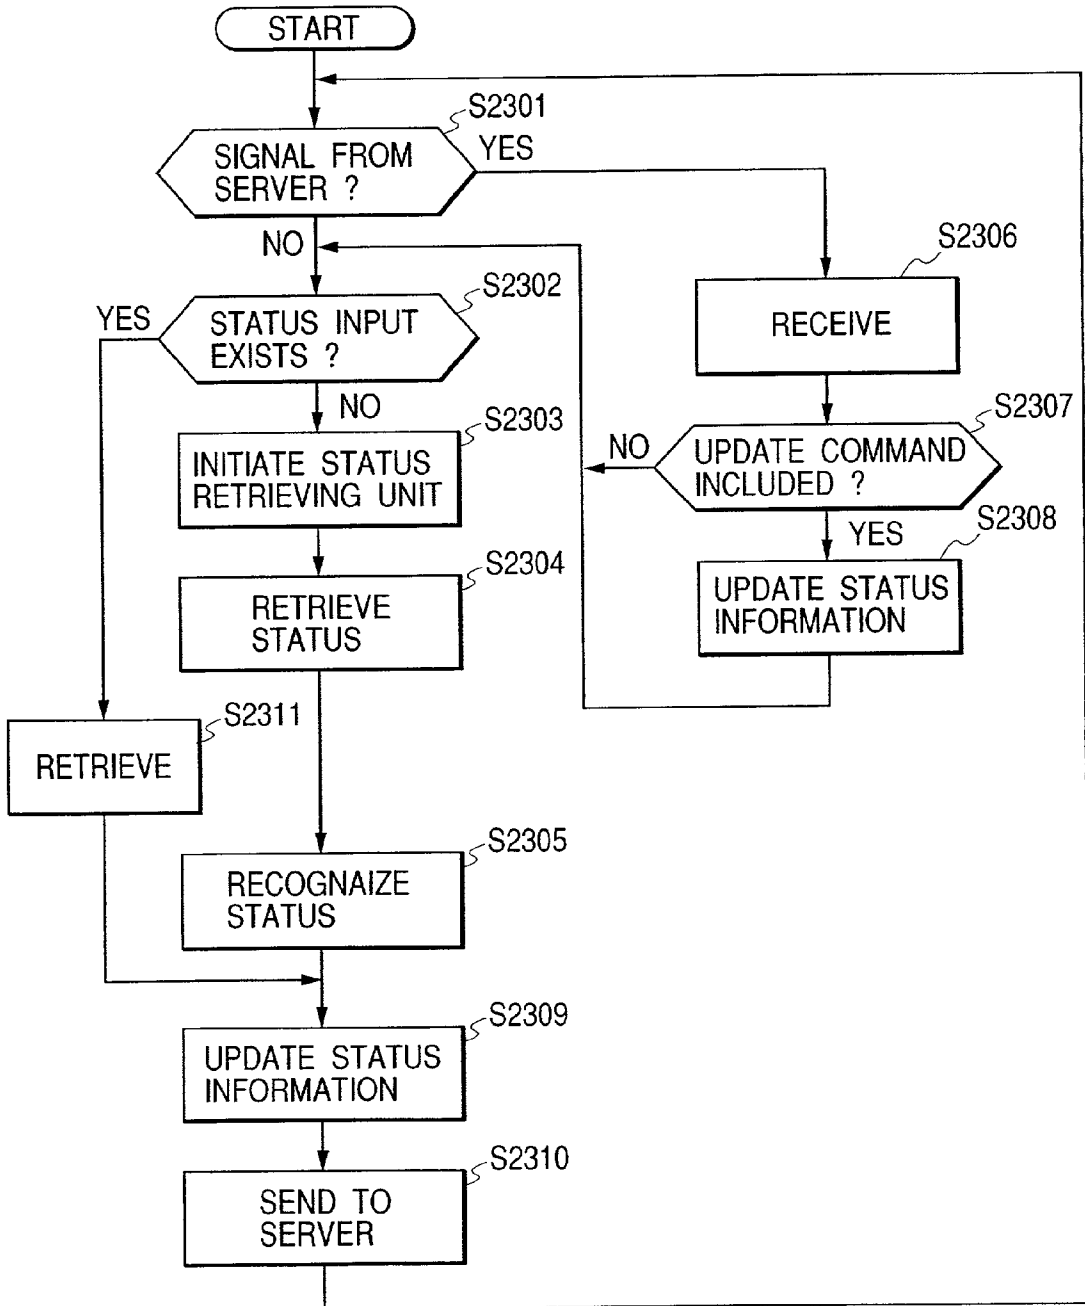 START
S2301
SIGNAL FROM
SERVER ?
YES
NO
S2306
RECEIVE
S2302
YES
STATUS INPUT
EXISTS ?
NO
S2307
NO
UPDATE COMMAND
INCLUDED ?
YES
S2303
INITIATE STATUS
RETRIEVING UNIT
S2308
UPDATE STATUS
INFORMATION
S2304
RETRIEVE
STATUS
S2311
RETRIEVE
S2305
RECOGNAIZE
STATUS
S2309
UPDATE STATUS
INFORMATION
S2310
SEND TO
SERVER